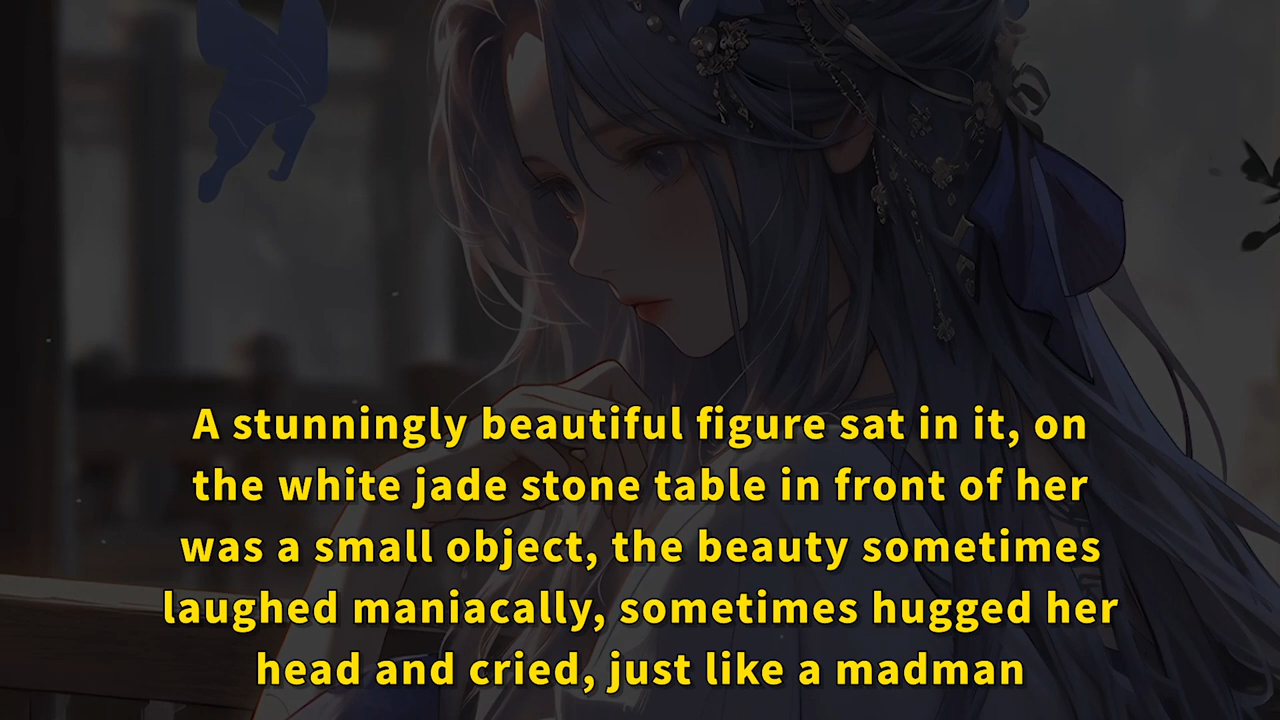 A stunningly beautiful figure sat in it, on
the white jade stone table in front of her
was a small object, the beauty sometimes
laughed maniacally, sometimes hugged her
head and cried, just like a madman